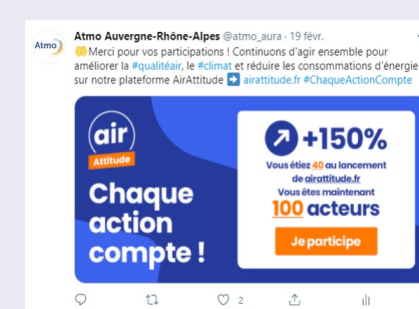 Atmo
Atmo Auvergne-Rhône-Alpes @atmo_aura · 19 févr.
Merci pour vos participations ! Continuons d'agir ensemble pour
améliorer la #qualitéair, le #climat et réduire les consommations d'énergie
sur notre plateforme AirAttitude ➡ airattitude.fr #ChaqueActionCompte
air
Attitude
Chaque
action
compte !
+150%
Vous étiez 40 au lancement
de airattitude.fr
Vous êtes maintenant
100 acteurs
Je participe
2